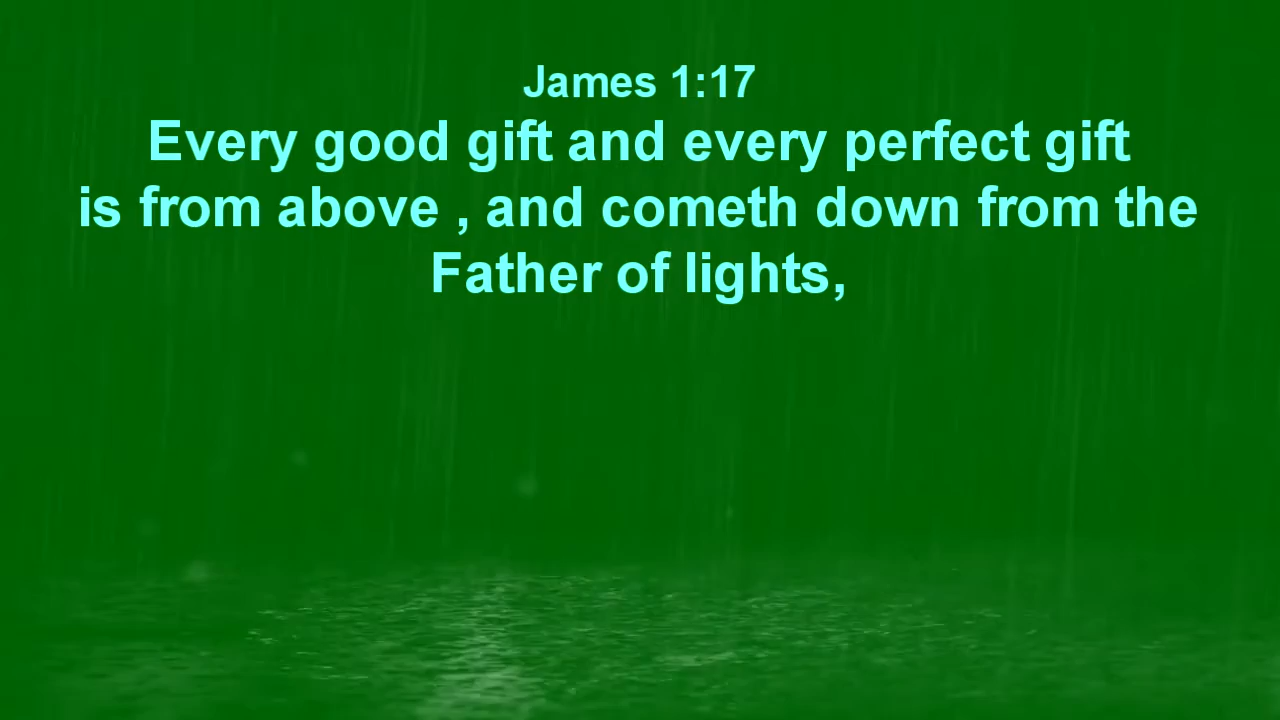 James 1:17
Every good gift and every perfect gift
is from above , and cometh down from the
Father of lights,